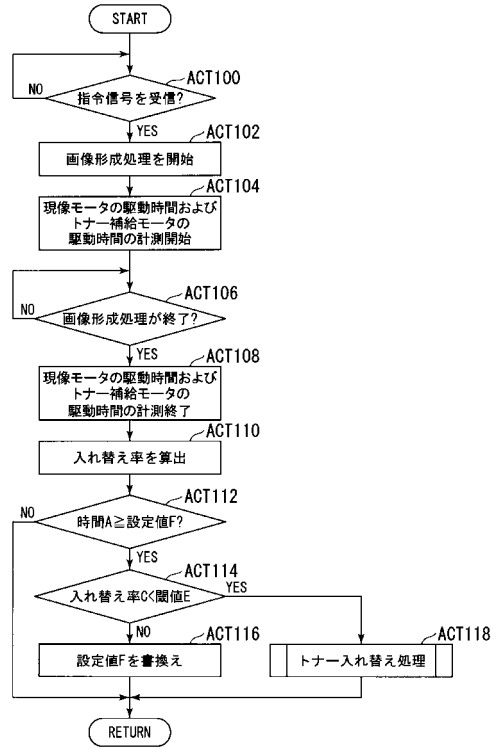 START
ACT100
指令信号を受信?
NO
YES
ACT102
画像形成処理を開始
ACT104
現像モータの駆動時間および
トナー補給モータの
駆動時間の計測開始
ACT106
NO
画像形成処理が終了?
YES
ACT108
現像モータの駆動時間および
トナー補給モータの
駆動時間の計測終了
ACT110
入れ替え率を算出
ACT112
NO
時間A≧設定値F?
YES
ACT114
入れ替え率C<閾値E
YES
NO
ACT116
設定値Fを書換え
ACT118
トナー入れ替え処理
RETURN